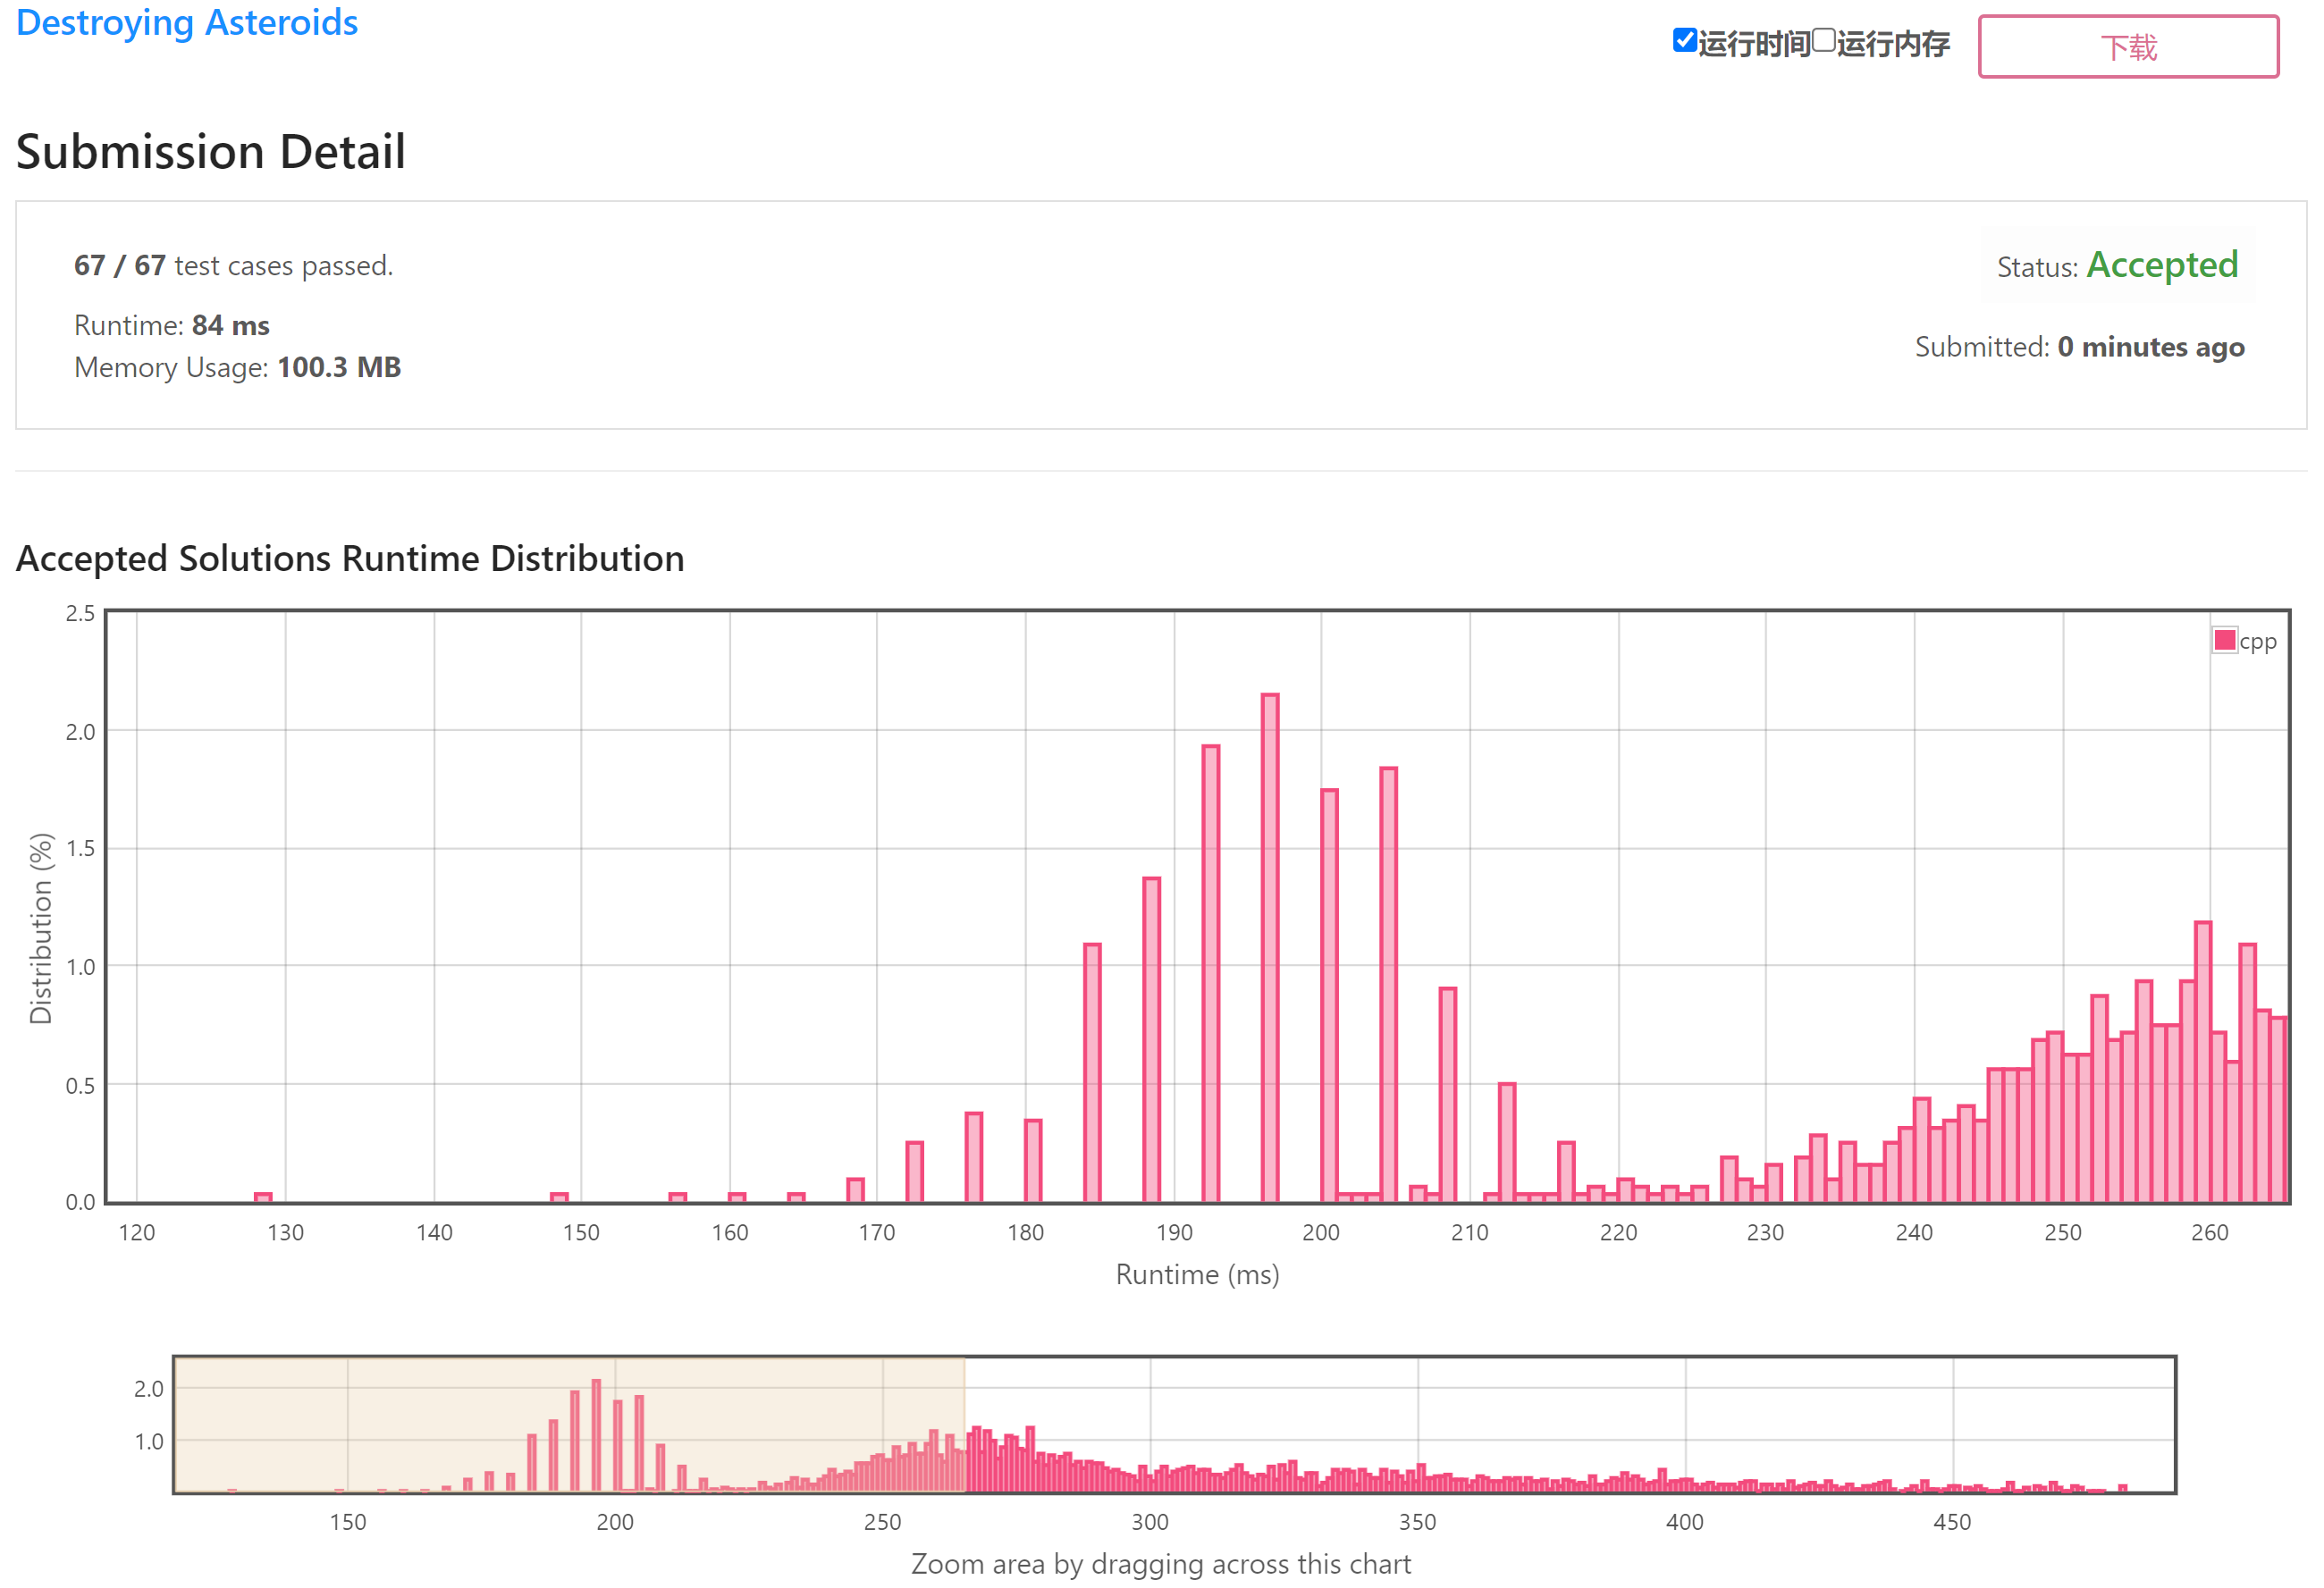 Destroying Asteroids
运行时间 运行内存 下载
Submission Detail
67 / 67 test cases passed.
Status: Accepted
Runtime: 84 ms
Submitted: 0 minutes ago
Memory Usage: 100.3 MB
Accepted Solutions Runtime Distribution
2.5
cpp
2.0
1.5
1.0
0.5
0.0
Distribution (%)
120 130 140 150 160 170 180 190 200 210 220 230 240 250 260
Runtime (ms)
2.0
1.0
150 200 250 300 350 400 450
Zoom area by dragging across this chart